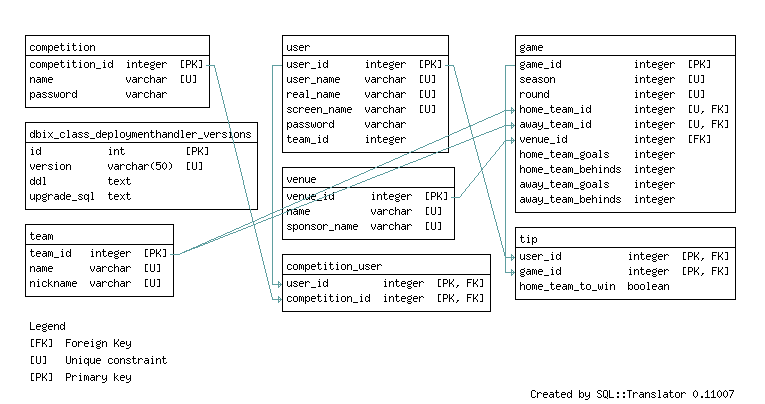 competition
competition_id integer [PK]
name varchar [U]
password varchar
dbix_class_deploymenthandler_versions
id int [PK]
version varchar(50) [U]
ddl text
upgrade_sql text
team
team_id integer [PK]
name varchar [U]
nickname varchar [U]
user
user_id integer [PK]
user_name varchar [U]
real_name varchar [U]
screen_name varchar [U]
password varchar
team_id integer
venue
venue_id integer [PK]
name varchar [U]
sponsor_name varchar [U]
competition_user
user_id integer [PK, FK]
competition_id integer [PK, FK]
game
game_id integer [PK]
season integer [U]
round integer [U]
home_team_id integer [U, FK]
away_team_id integer [U, FK]
venue_id integer [FK]
home_team_goals integer
home_team_behinds integer
away_team_goals integer
away_team_behinds integer
tip
user_id integer [PK, FK]
game_id integer [PK, FK]
home_team_to_win boolean
Legend
[FK] Foreign Key
[U] Unique constraint
[PK] Primary key
Created by SQL::Translator 0.11007